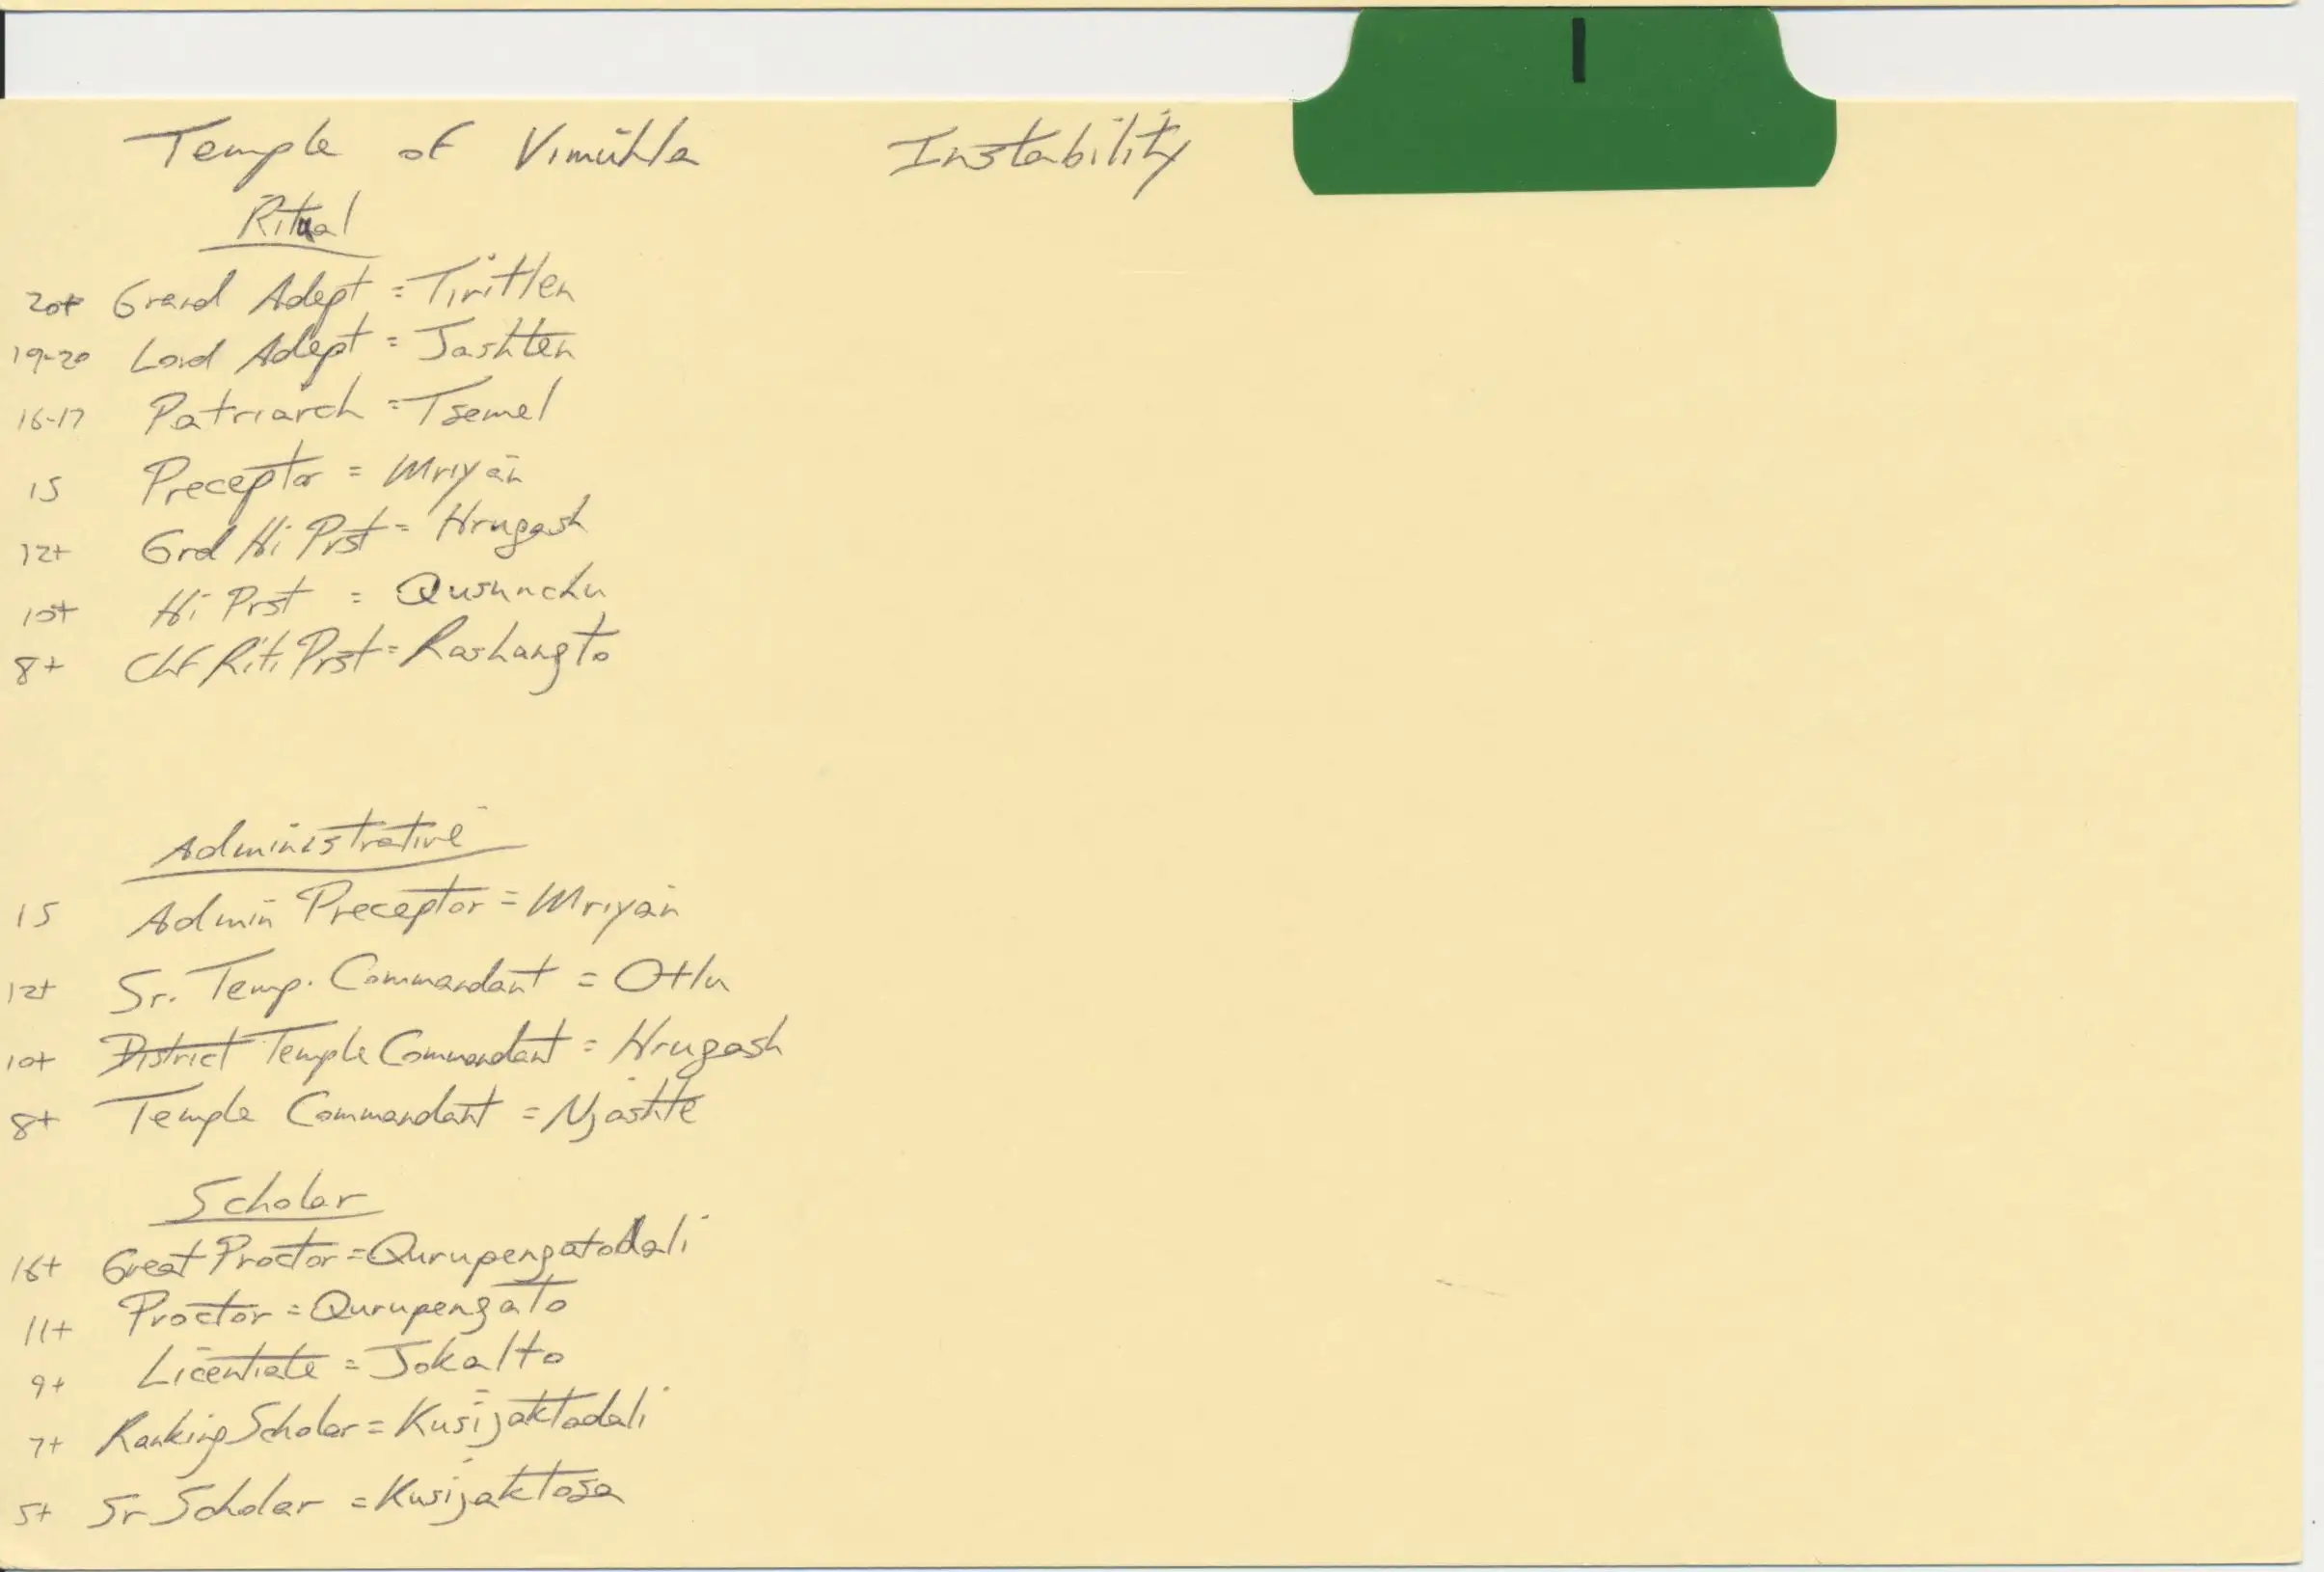 I
Temple of Vimühla Instability
Ritual
20+ Grand Adept = Tiritlen
19-20 Lord Adept = Jashten
16-17 Patriarch = Tsemel
15 Preceptor = Mriyan
12+ Grd Hi Prst = Hrugash
10+ Hi Prst = Qusunchu
8+ Chf Rit. Prst = Rashangto
Administrative
15 Admin Preceptor = Mriyan
12+ Sr. Temp. Commandant = Otlu
10+ District Temple Commandant = Hrugash
8+ Temple Commandant = Njashte
Scholar
16+ Great Proctor = Qurupengatodali
11+ Proctor = Qurupengato
9+ Licentiate = Jokalto
7+ Ranking Scholar = Kusijaktodali
5+ Sr Scholar = Kusijaktosa